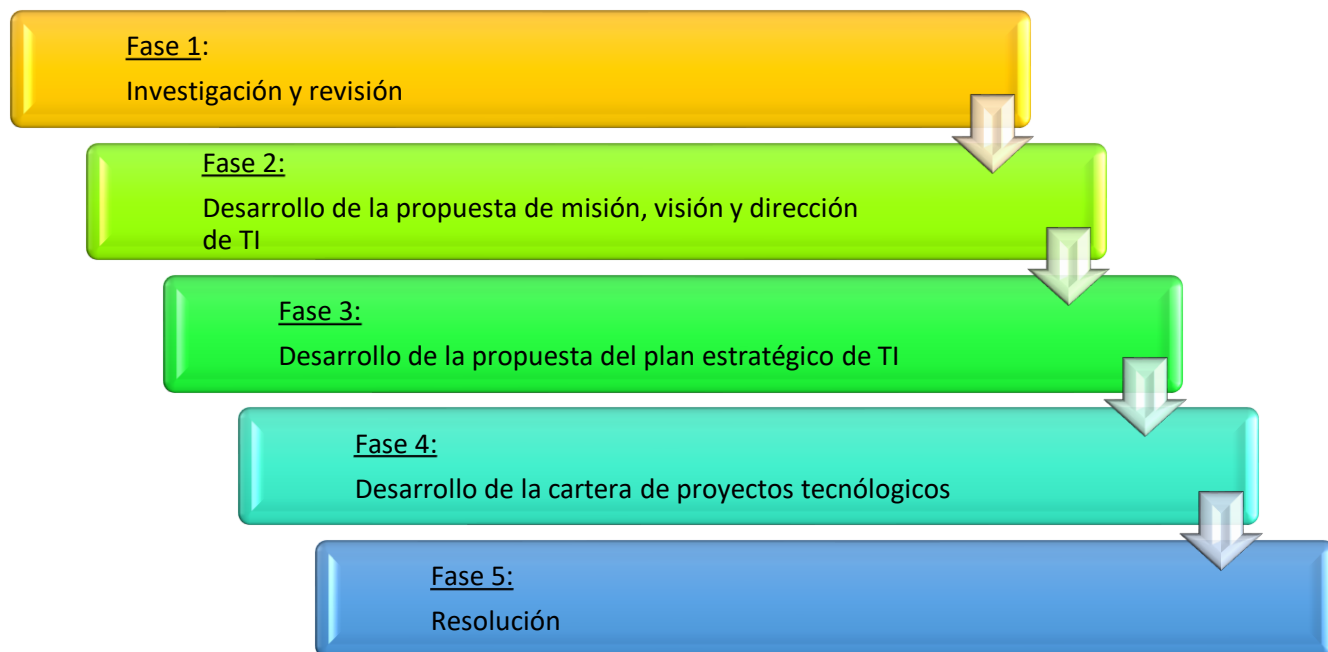 Fase 1:
Investigación y revisión
Fase 2:
Desarrollo de la propuesta de misión, visión y dirección
de TI
Fase 3:
Desarrollo de la propuesta del plan estratégico de TI
Fase 4:
Desarrollo de la cartera de proyectos tecnólogicos
Fase 5:
Resolución